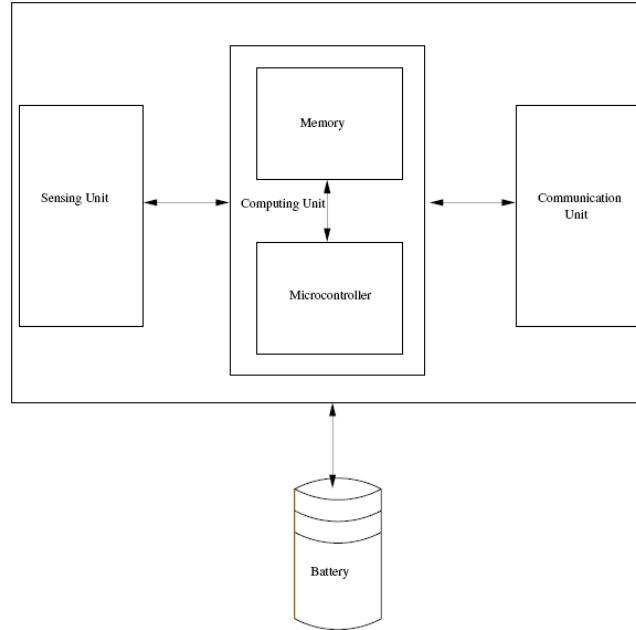 Memory
Sensing Unit
Computing Unit
Communication
Unit
Microcontroller
Battery